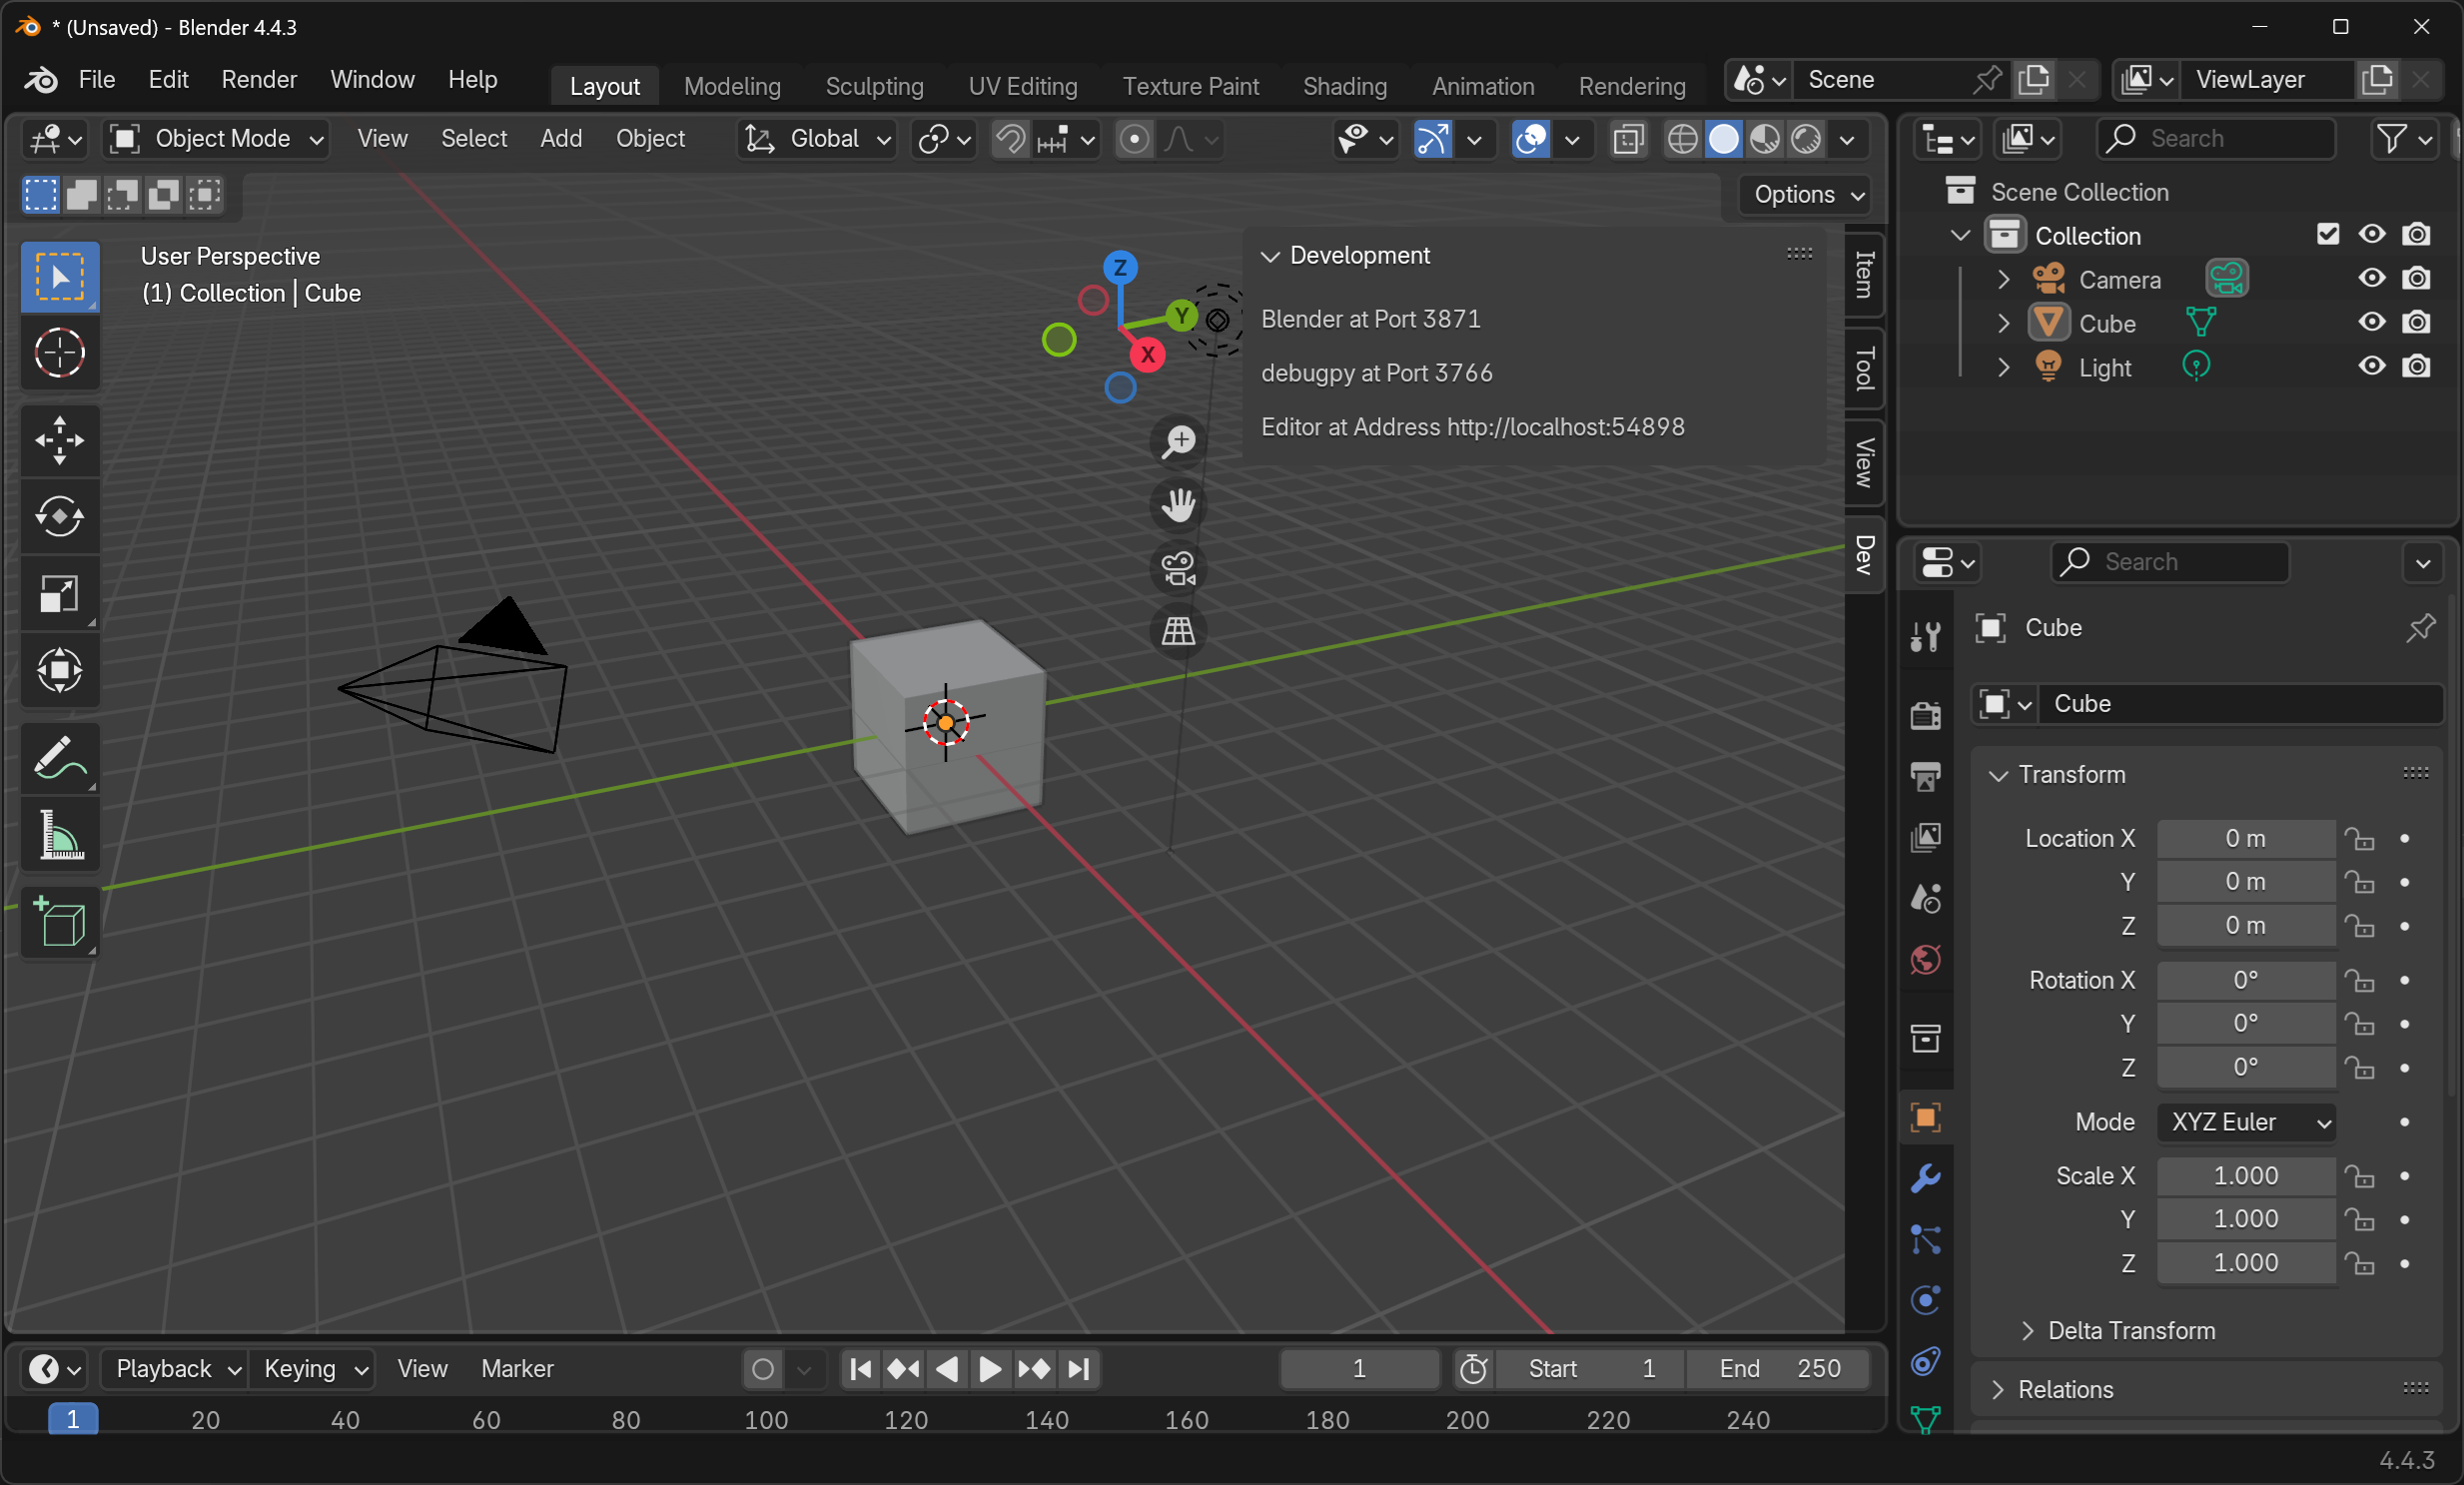 * (Unsaved) - Blender 4.4.3
File Edit Render Window Help
Layout Modeling Sculpting UV Editing Texture Paint Shading Animation Rendering
Scene
ViewLayer
Object Mode View Select Add Object Global
Options
User Perspective
(1) Collection | Cube
Z
Y
X
Development
Blender at Port 3871
debugpy at Port 3766
Editor at Address http://localhost:54898
Item
Tool
View
Dev
Search
Scene Collection
Collection
Camera
Cube
Light
Search
Cube
Cube
Transform
Location X 0 m
Y 0 m
Z 0 m
Rotation X 0°
Y 0°
Z 0°
Mode XYZ Euler
Scale X 1.000
Y 1.000
Z 1.000
Delta Transform
Relations
Playback Keying View Marker
1
Start 1 End 250
1 20 40 60 80 100 120 140 160 180 200 220 240
4.4.3